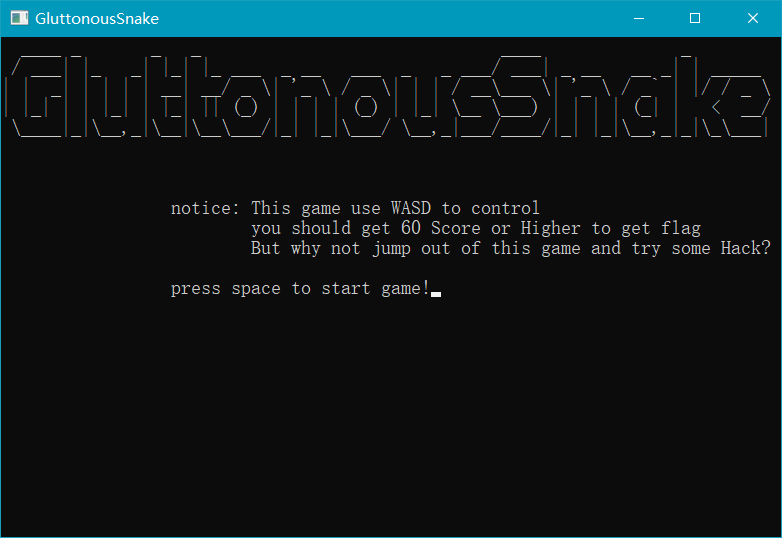 GluttonousSnake
GluttonousSnake
notice: This game use WASD to control
you should get 60 Score or Higher to get flag
But why not jump out of this game and try some Hack?
press space to start game!